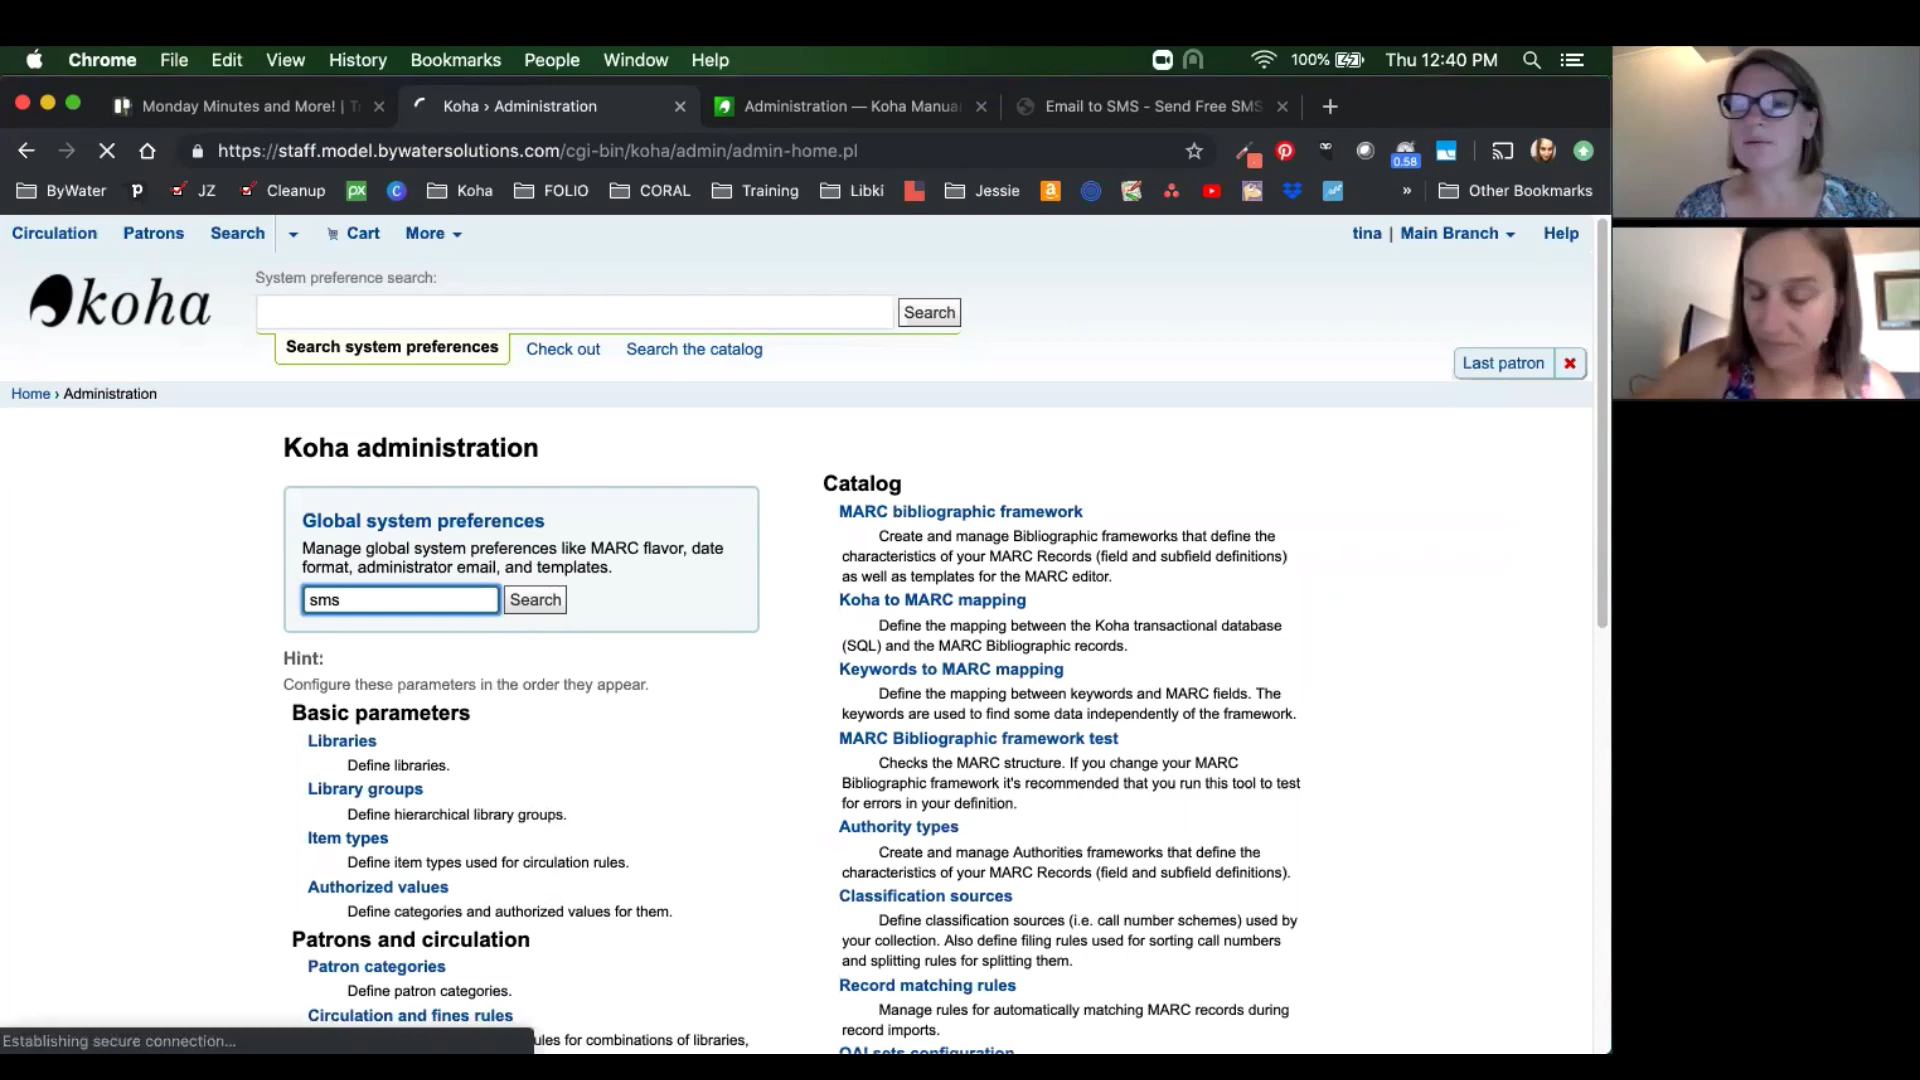 Chrome File Edit View History Bookmarks People Window Help 100% Thu 12:40 PM
Monday Minutes and More! | T Koha › Administration Administration — Koha Manua Email to SMS - Send Free SMS
https://staff.model.bywatersolutions.com/cgi-bin/koha/admin/admin-home.pl 0.58
ByWater JZ Cleanup px Koha FOLIO CORAL Training Libki Jessie » Other Bookmarks
Circulation Patrons Search Cart More tina | Main Branch Help
System preference search:
koha
Search
Search system preferences Check out Search the catalog
Last patron
Home › Administration
Koha administration
Global system preferences
Manage global system preferences like MARC flavor, date
format, administrator email, and templates.
sms Search
Hint:
Configure these parameters in the order they appear.
Basic parameters
Libraries
Define libraries.
Library groups
Define hierarchical library groups.
Item types
Define item types used for circulation rules.
Authorized values
Define categories and authorized values for them.
Patrons and circulation
Patron categories
Define patron categories.
Circulation and fines rules
ules for combinations of libraries,
Catalog
MARC bibliographic framework
Create and manage Bibliographic frameworks that define the
characteristics of your MARC Records (field and subfield definitions)
as well as templates for the MARC editor.
Koha to MARC mapping
Define the mapping between the Koha transactional database
(SQL) and the MARC Bibliographic records.
Keywords to MARC mapping
Define the mapping between keywords and MARC fields. The
keywords are used to find some data independently of the framework.
MARC Bibliographic framework test
Checks the MARC structure. If you change your MARC
Bibliographic framework it's recommended that you run this tool to test
for errors in your definition.
Authority types
Create and manage Authorities frameworks that define the
characteristics of your MARC Records (field and subfield definitions).
Classification sources
Define classification sources (i.e. call number schemes) used by
your collection. Also define filing rules used for sorting call numbers
and splitting rules for splitting them.
Record matching rules
Manage rules for automatically matching MARC records during
record imports.
OAI sets configuration
Establishing secure connection...